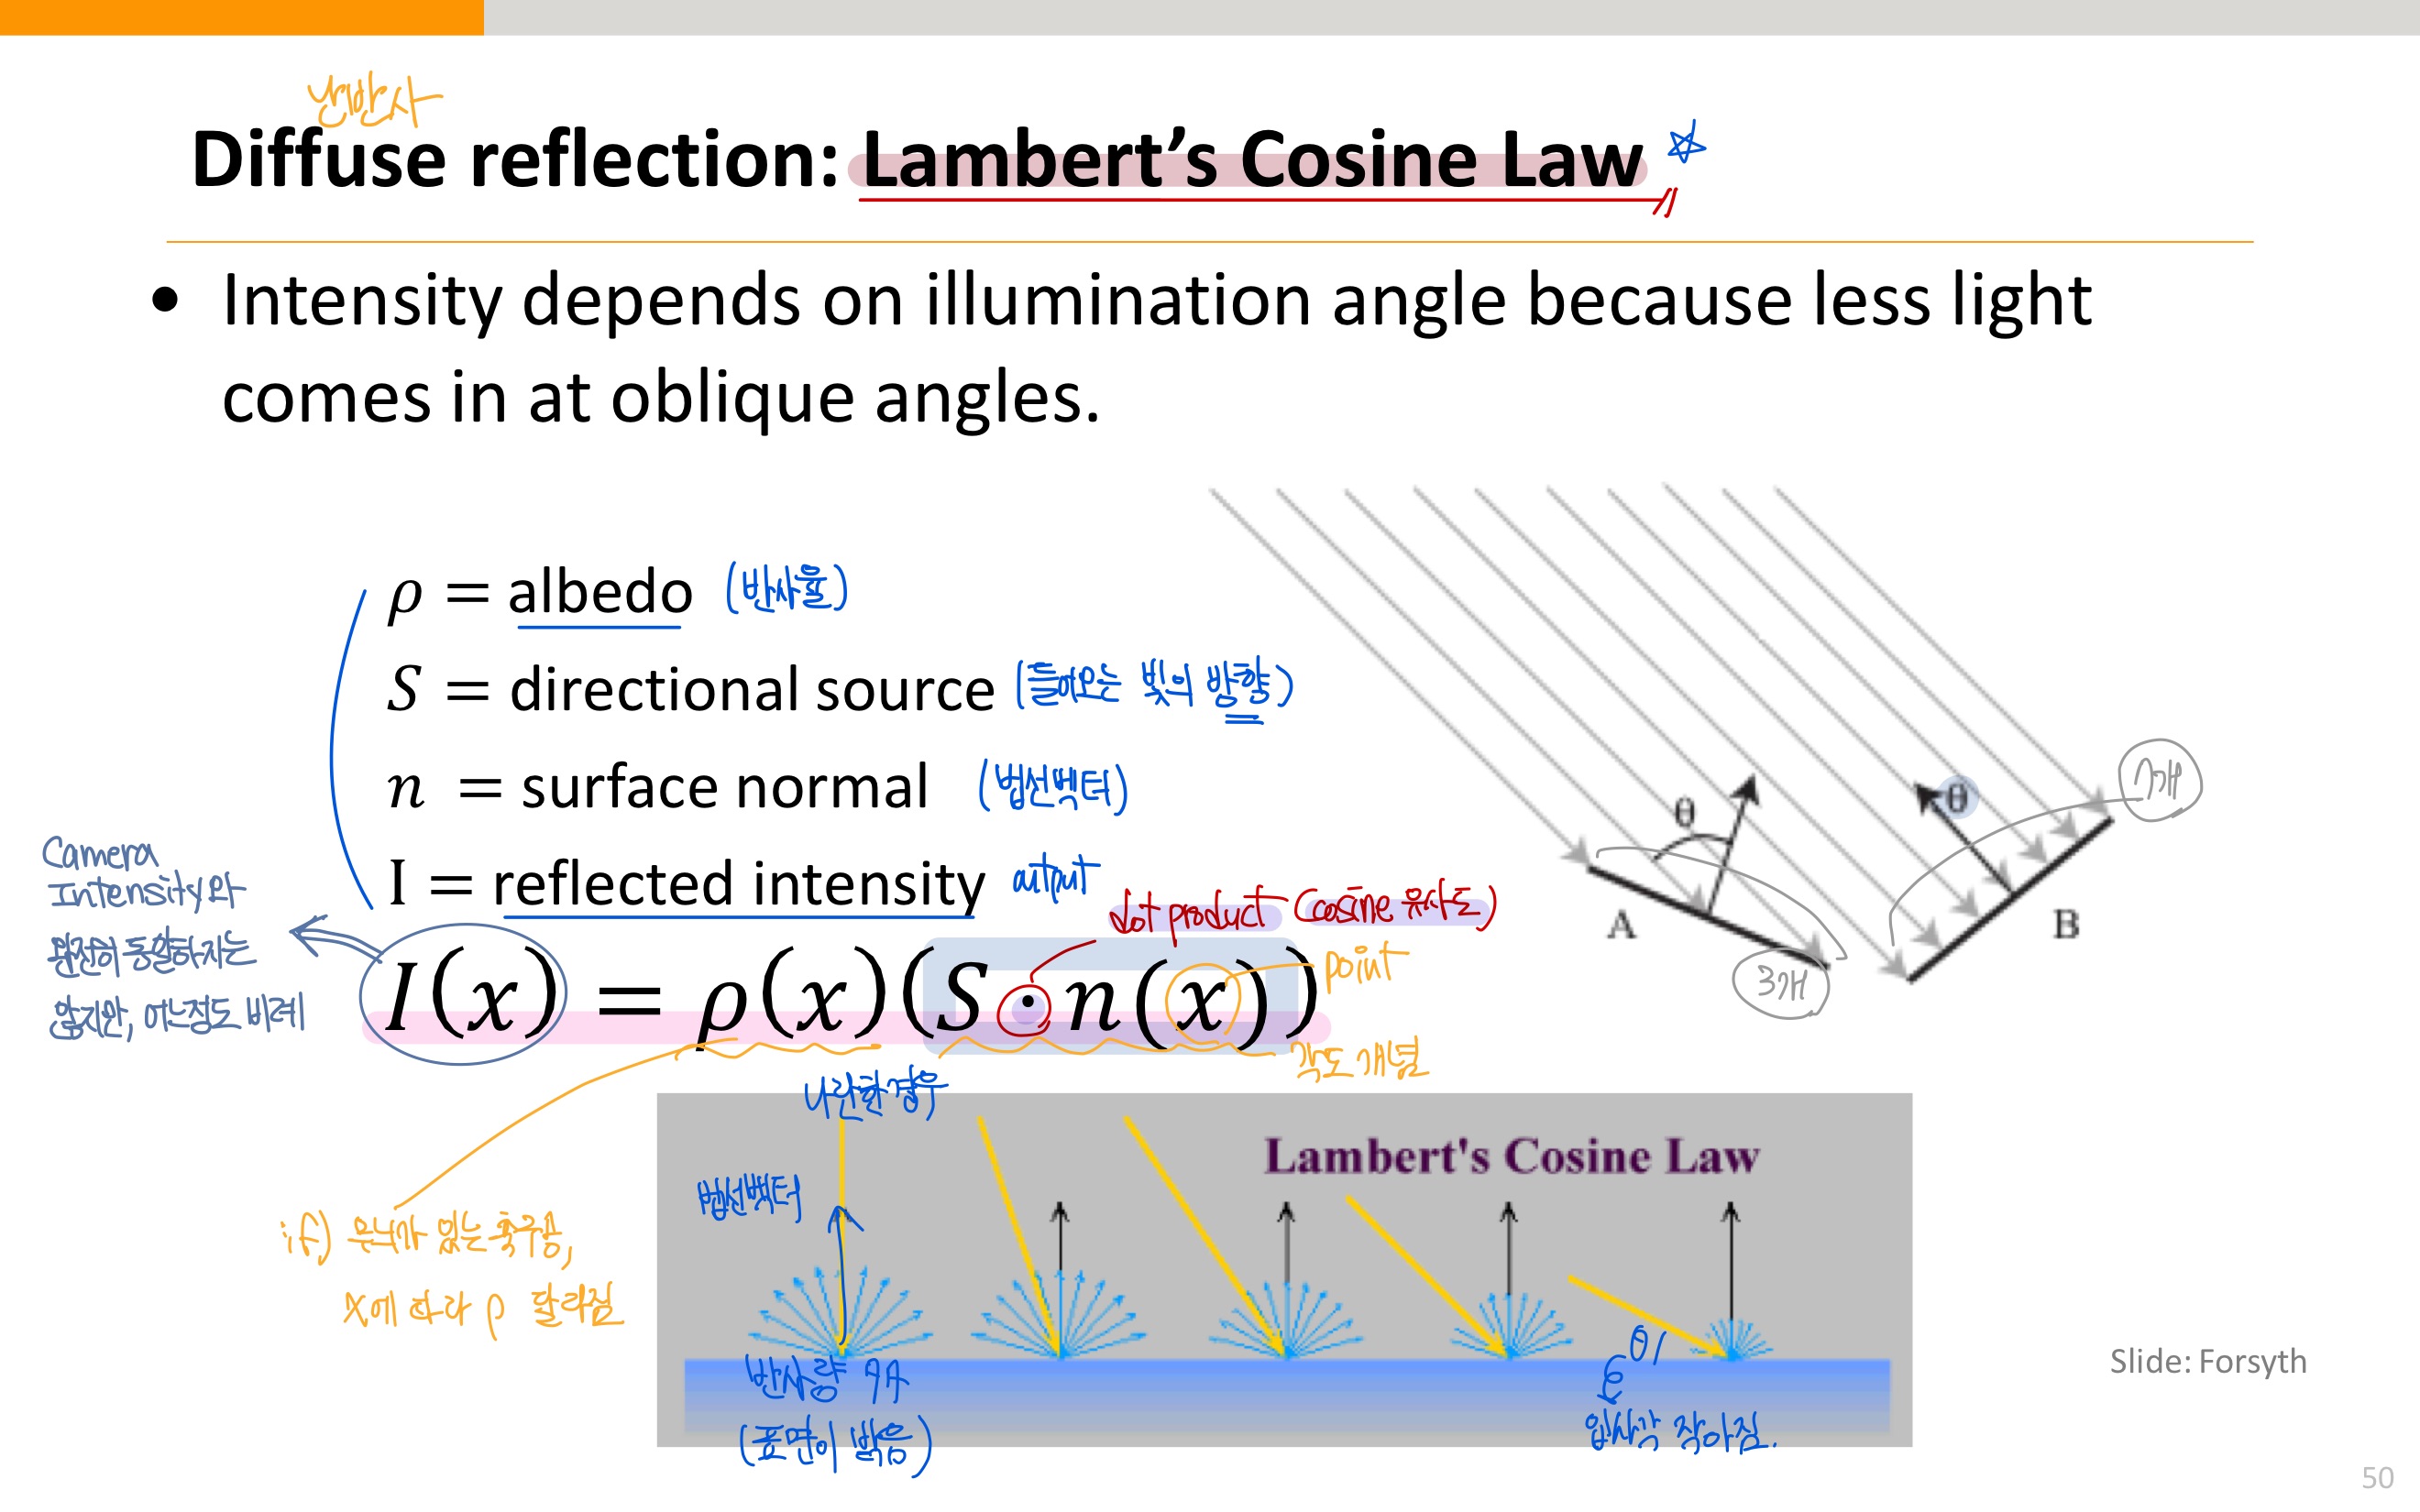 난반사
Diffuse reflection: Lambert's Cosine Law
• Intensity depends on illumination angle because less light
comes in at oblique angles.
ρ = albedo (반사율)
S = directional source (들어오는 빛의 방향)
n = surface normal (법선벡터)
I = reflected intensity output
dot product (cosine 유사도)
I(x) = ρ(x)(S · n(x))
point
각도 개념
Camera
Intensity와
완전히 동일하지는
않지만, 어느정도 비례
if) 무늬가 있는 축구공,
x에 따라 ρ 달라짐
θ
A
3개
θ
B
7개
나란한 경우
Lambert's Cosine Law
법선벡터
반사량
(표면이 밝음)
입사각 작아짐.
Slide: Forsyth
50